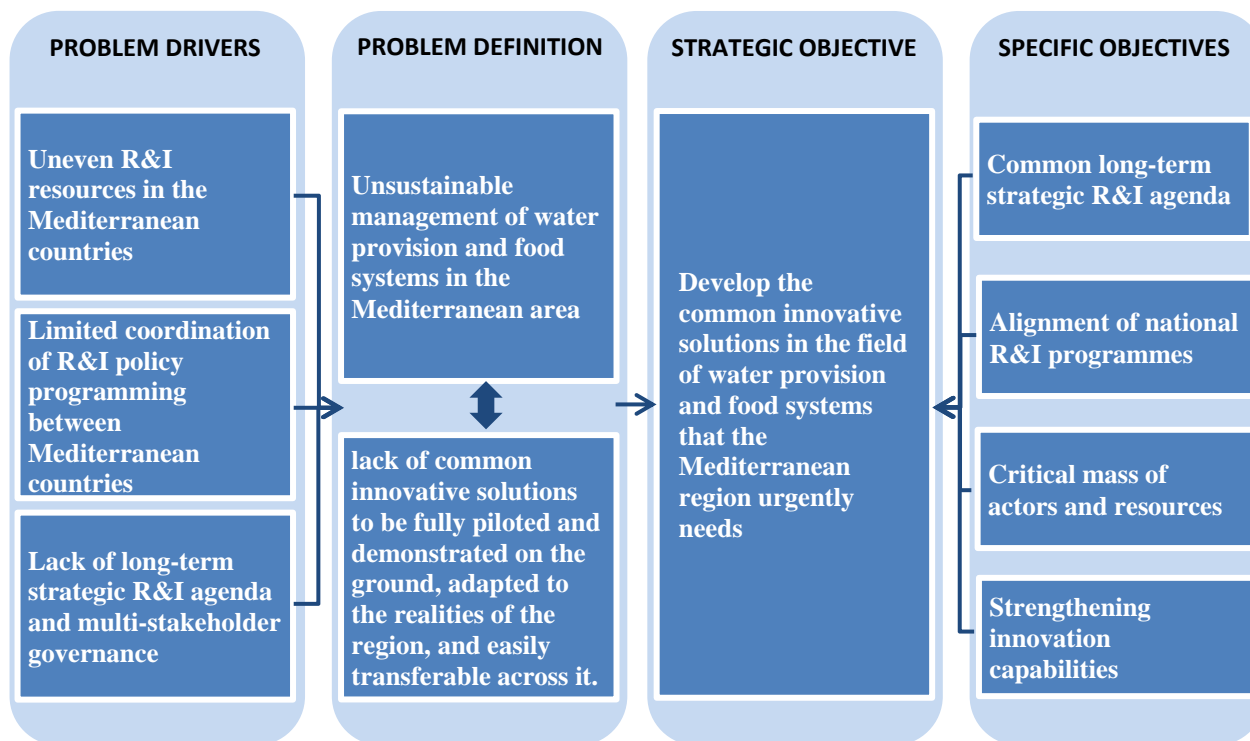 PROBLEM DRIVERS
Uneven R&I
resources in the
Mediterranean
countries
Limited coordination
of R&I policy
programming
between
Mediterranean
countries
Lack of long-term
strategic R&I agenda
and multi-stakeholder
governance
PROBLEM DEFINITION
Unsustainable
management of water
provision and food
systems in the
Mediterranean area
lack of common
innovative solutions
to be fully piloted and
demonstrated on the
ground, adapted to
the realities of the
region, and easily
transferable across it.
STRATEGIC OBJECTIVE
Develop the
common innovative
solutions in the field
of water provision
and food systems
that the
Mediterranean
region urgently
needs
SPECIFIC OBJECTIVES
Common long-term
strategic R&I agenda
Alignment of national
R&I programmes
Critical mass of
actors and resources
Strengthening
innovation
capabilities